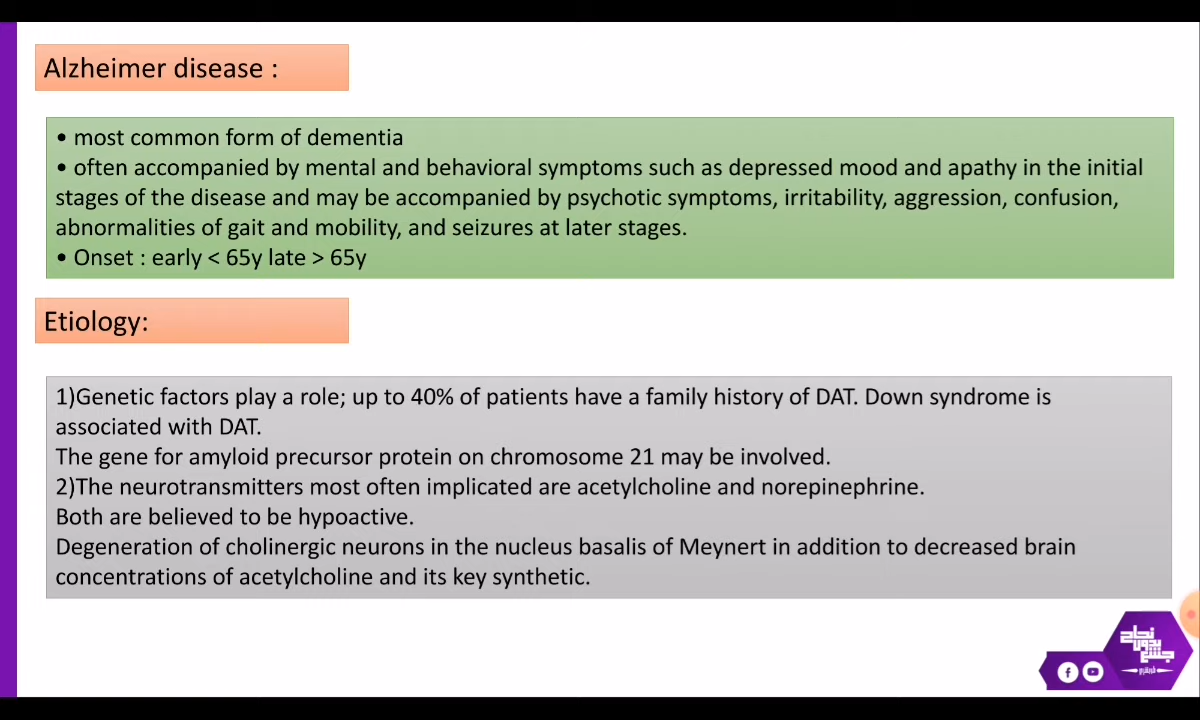 Alzheimer disease :
• most common form of dementia
• often accompanied by mental and behavioral symptoms such as depressed mood and apathy in the initial
stages of the disease and may be accompanied by psychotic symptoms, irritability, aggression, confusion,
abnormalities of gait and mobility, and seizures at later stages.
• Onset : early < 65y late > 65y
Etiology:
1)Genetic factors play a role; up to 40% of patients have a family history of DAT. Down syndrome is
associated with DAT.
The gene for amyloid precursor protein on chromosome 21 may be involved.
2)The neurotransmitters most often implicated are acetylcholine and norepinephrine.
Both are believed to be hypoactive.
Degeneration of cholinergic neurons in the nucleus basalis of Meynert in addition to decreased brain
concentrations of acetylcholine and its key synthetic.